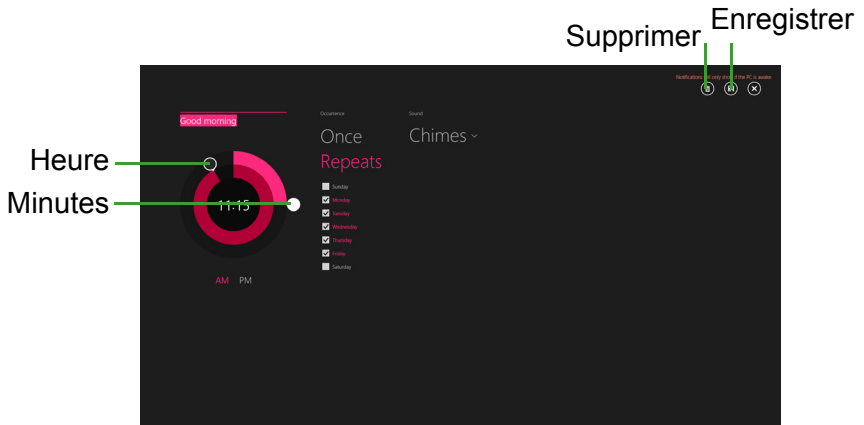 Supprimer
Enregistrer
Notifications will only show if the PC is awake.
Good morning
Occurrence
Sound
Once
Chimes
Repeats
Heure
Minutes
11:15
Sunday
Monday
Tuesday
Wednesday
Thursday
Friday
Saturday
AM PM